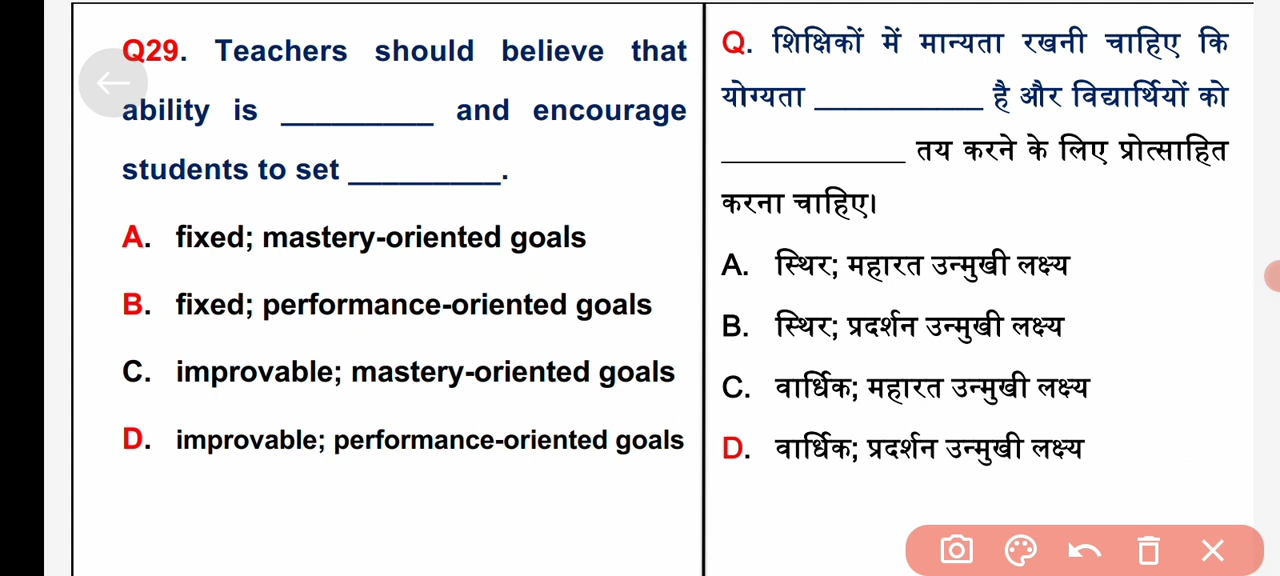 Q29. Teachers should believe that
ability is _________ and encourage
students to set _________.
A. fixed; mastery-oriented goals
B. fixed; performance-oriented goals
C. improvable; mastery-oriented goals
D. improvable; performance-oriented goals
Q. शिक्षिकों में मान्यता रखनी चाहिए कि
योग्यता ____________ है और विद्यार्थियों को
____________ तय करने के लिए प्रोत्साहित
करना चाहिए।
A. स्थिर; महारत उन्मुखी लक्ष्य
B. स्थिर; प्रदर्शन उन्मुखी लक्ष्य
C. वार्धिक; महारत उन्मुखी लक्ष्य
D. वार्धिक; प्रदर्शन उन्मुखी लक्ष्य